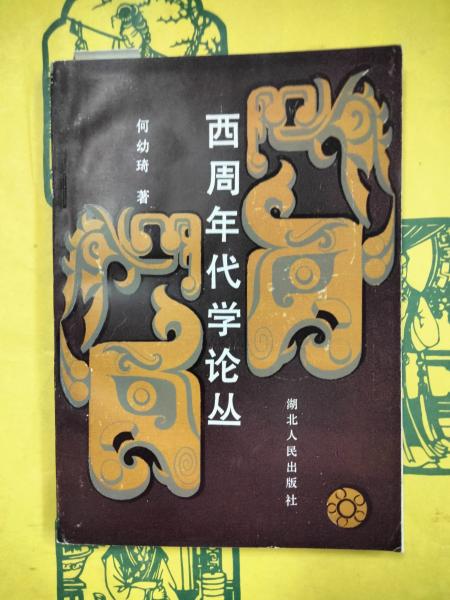 西周年代学论丛
何幼琦 著
湖北人民出版社